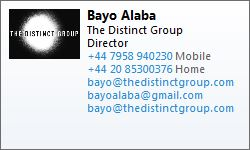 THE DISTINCT GROUP
Bayo Alaba
The Distinct Group
Director
+44 7958 940230 Mobile
+44 20 85300376 Home
bayo@thedistinctgroup.com
bayoalaba@gmail.com
bayo@thedistinctgroup.com